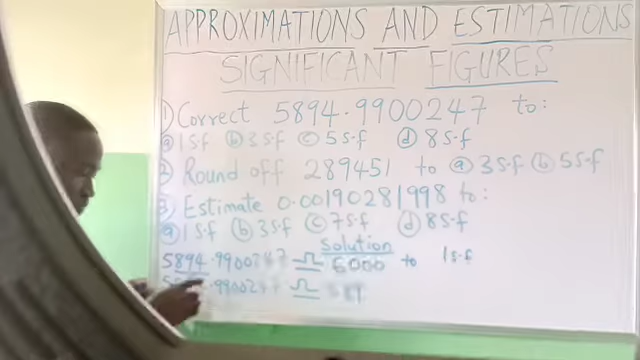 APPROXIMATIONS AND ESTIMATIONS
SIGNIFICANT FIGURES
① Correct 5894.9900247 to:
ⓐ 1 s.f ⓑ 3 s.f ⓒ 5 s.f ⓓ 8 s.f
② Round off 289451 to ⓐ 3 s.f ⓑ 5 s.f
③ Estimate 0.00190281998 to:
ⓐ 1 s.f ⓑ 3 s.f ⓒ 7 s.f ⓓ 8 s.f
Solution
5894.9900247 ≏ 6000 to 1 s.f
.9900247 ≏